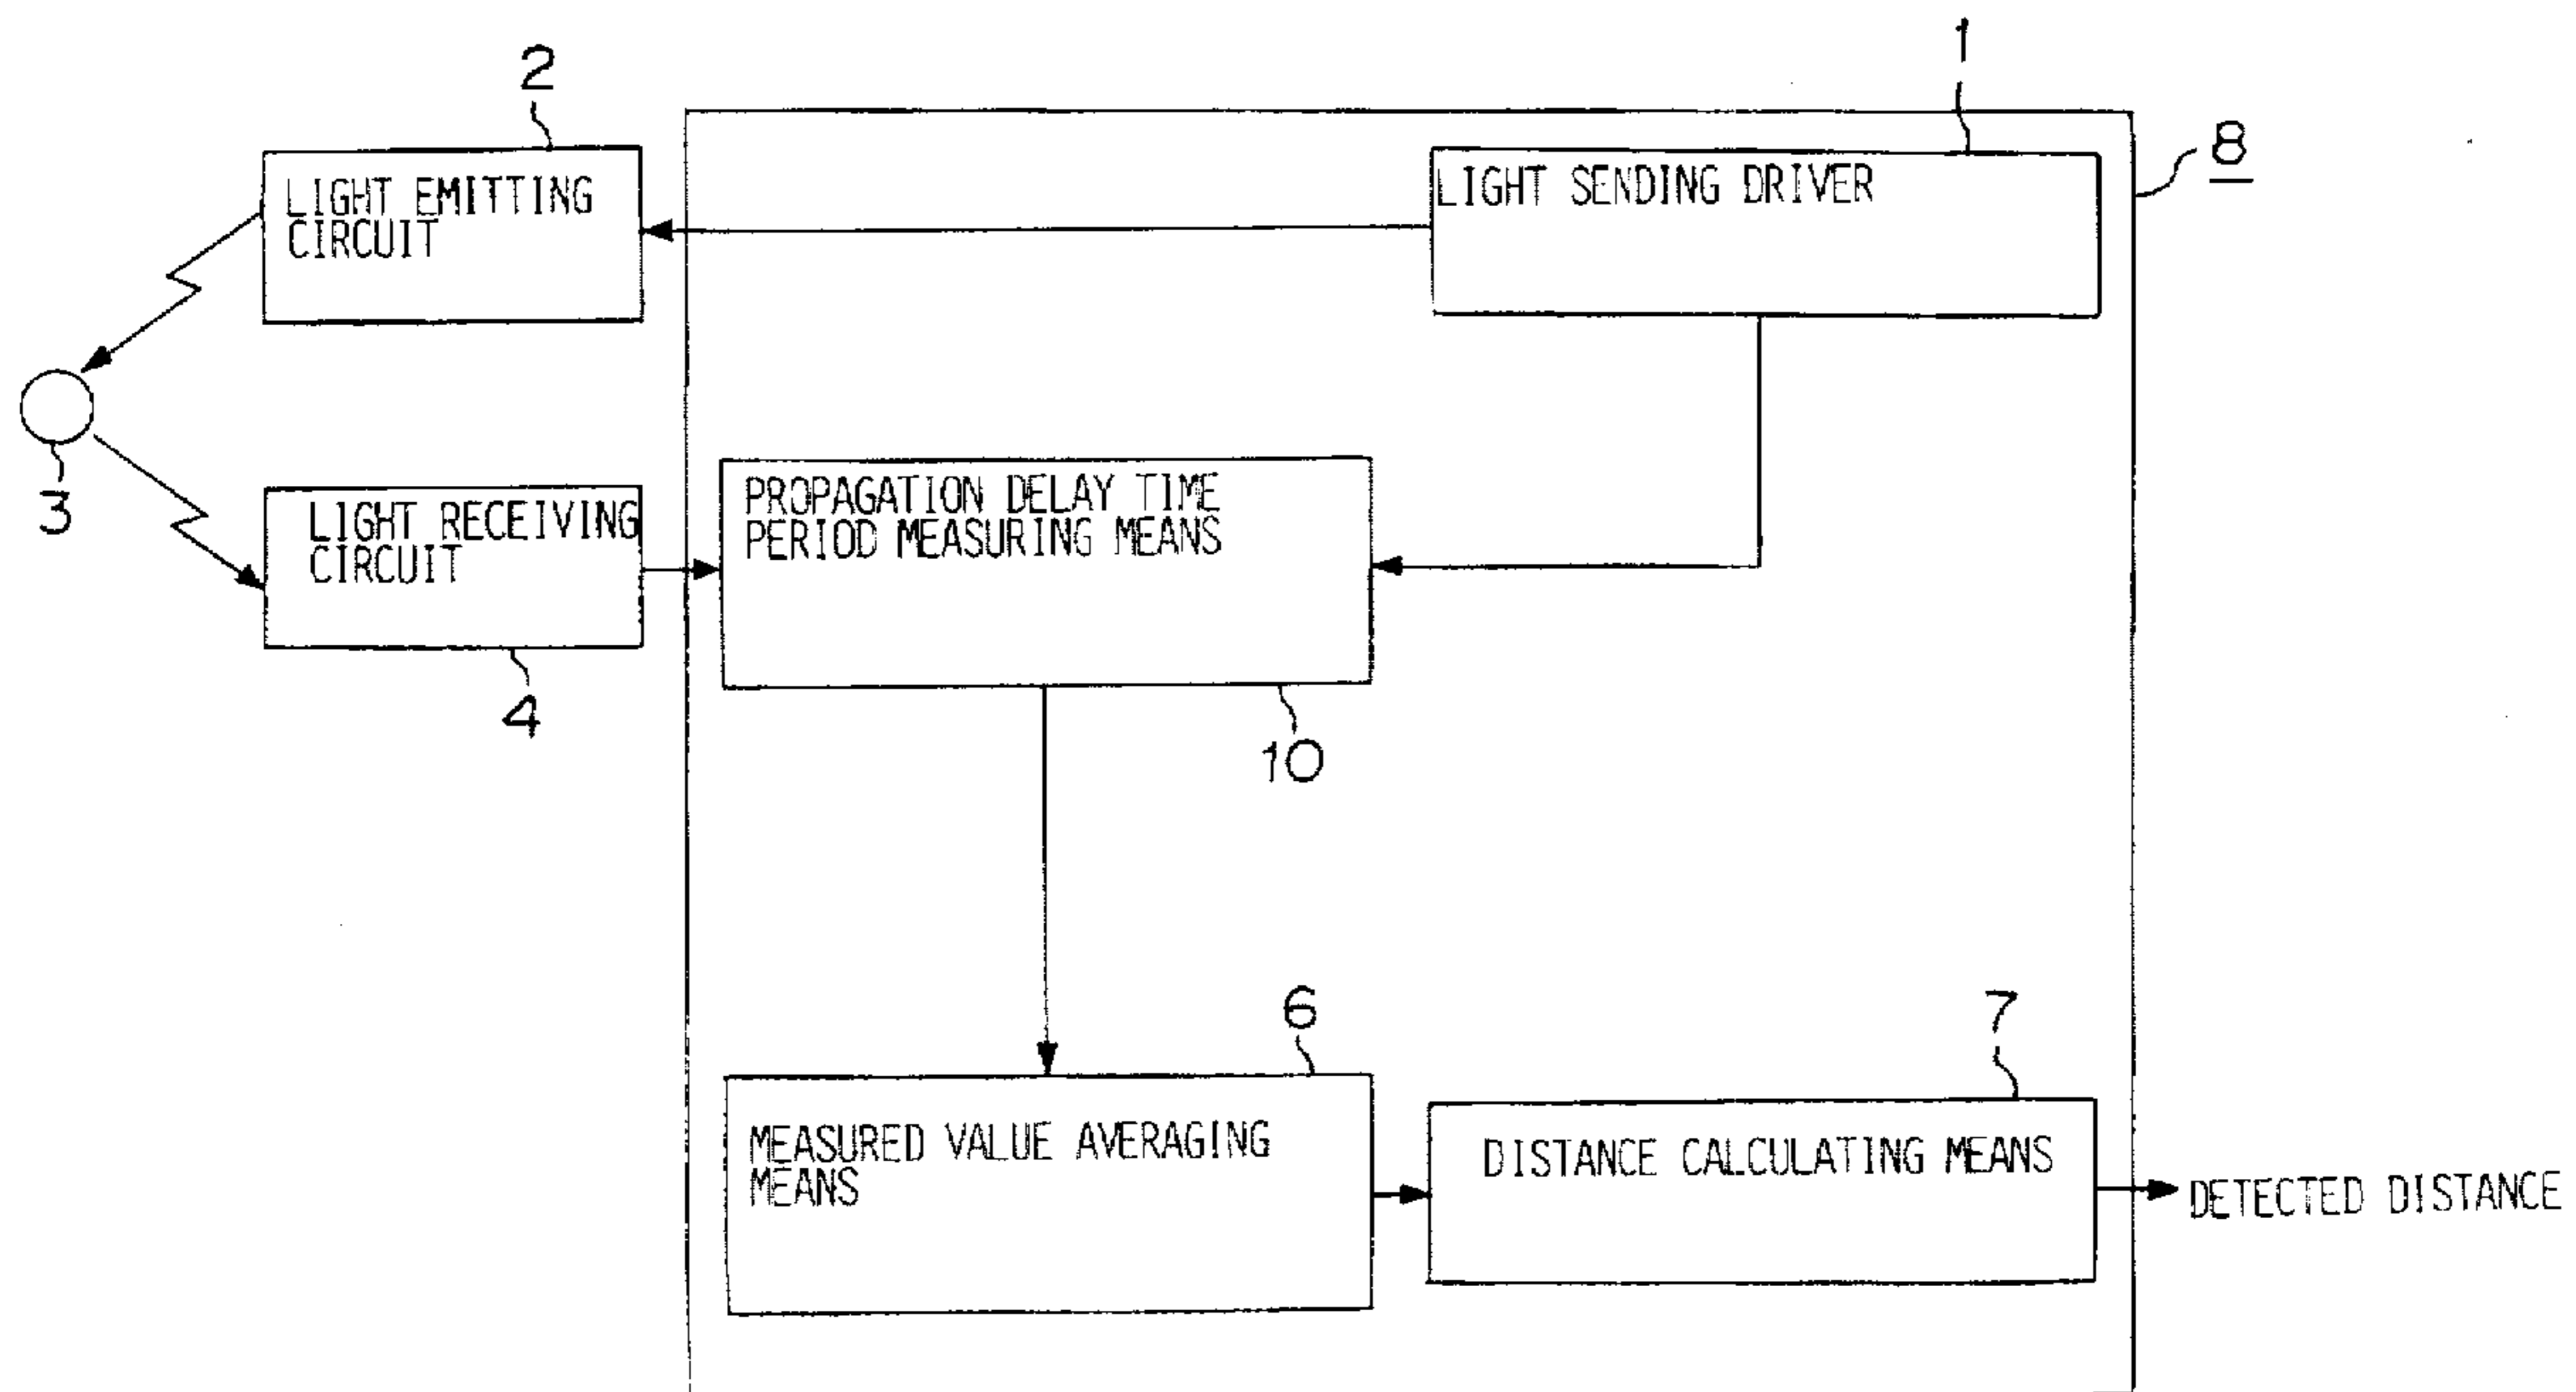 1
2
8
LIGHT EMITTING
CIRCUIT
LIGHT SENDING DRIVER
3
LIGHT RECEIVING
CIRCUIT
4
PROPAGATION DELAY TIME
PERIOD MEASURING MEANS
10
6
7
MEASURED VALUE AVERAGING
MEANS
DISTANCE CALCULATING MEANS
DETECTED DISTANCE